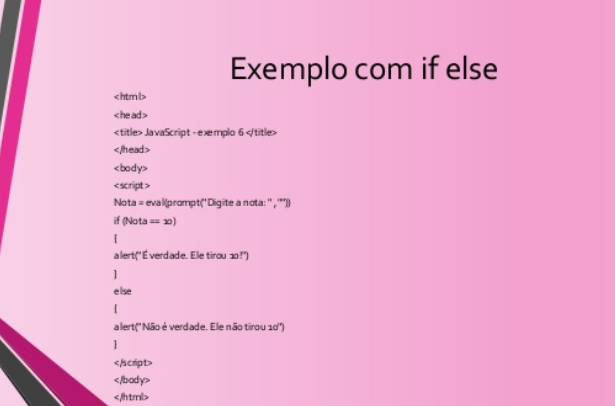 Exemplo com if else
<html>
<head>
<title> JavaScript - exemplo 6 </title>
</head>
<body>
<script>
Nota = eval(prompt("Digite a nota: " , ""))
if (Nota == 10)
{
alert("É verdade. Ele tirou 10!")
}
else
{
alert("Não é verdade. Ele não tirou 10")
}
</script>
</body>
</html>